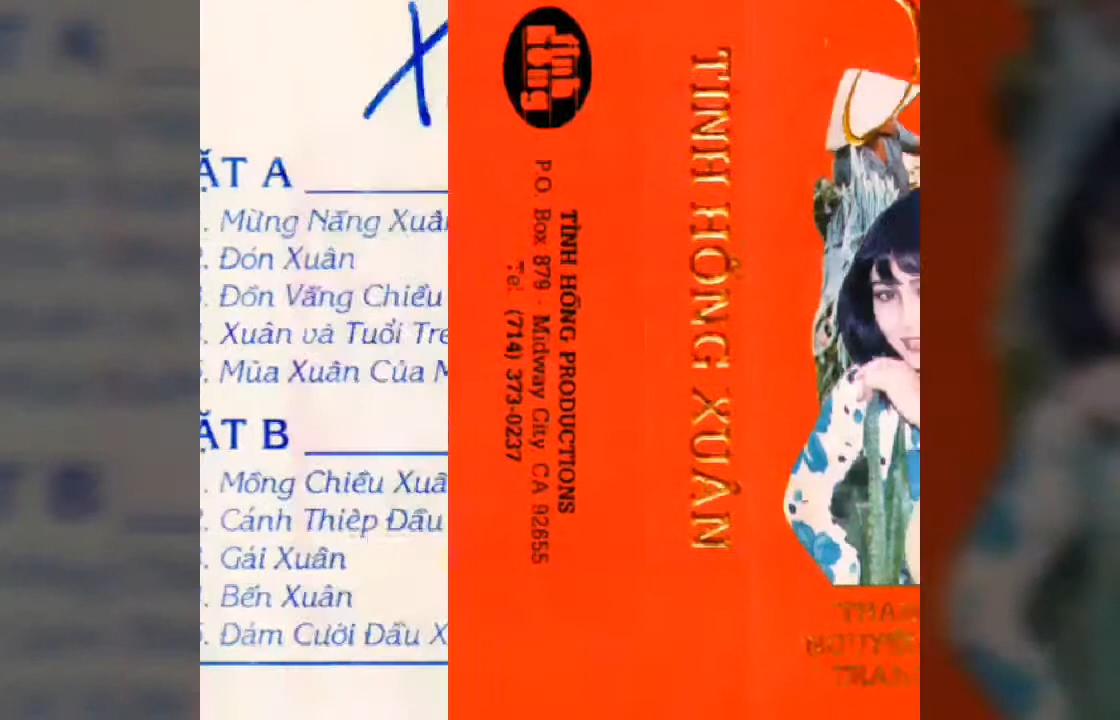 X
ẶT A
. Mừng Nắng Xuân
2. Đón Xuân
. Đồn Vắng Chiều
. Xuân và Tuổi Tre
. Mùa Xuân Của M
ẶT B
. Mộng Chiều Xuâ
. Cánh Thiệp Đầu
. Gái Xuân
. Bến Xuân
. Đám Cưới Đầu X
tình
hồng
TÌNH HỒNG PRODUCTIONS
P.O. Box 879 · Midway City, CA 92655
Tel. (714) 373-0237
TÌNH HỒNG XUÂN